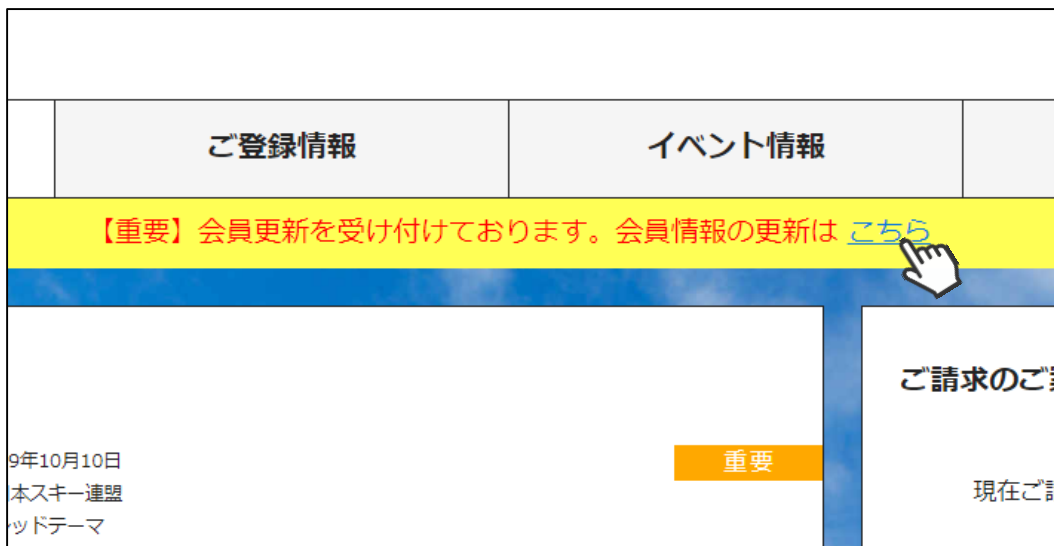 ご登録情報 イベント情報
【重要】会員更新を受け付けております。会員情報の更新は こちら
ご請求のご
9年10月10日 重要
本スキー連盟 現在ご
ッドテーマ